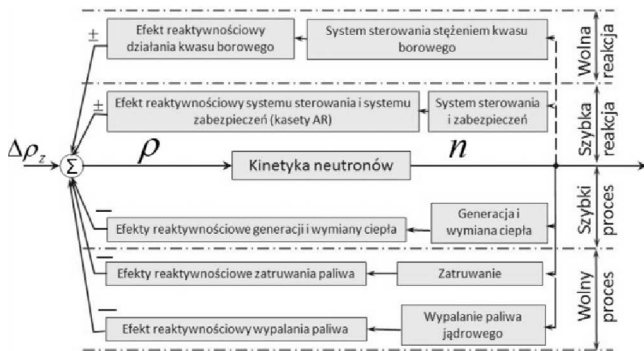 ±
Efekt reaktywnościowy
działania kwasu borowego
System sterowania stężeniem kwasu
borowego
Wolna
reakcja
±
Efekt reaktywnościowy systemu sterowania i systemu
zabezpieczeń (kasety AR)
System sterowania
i zabezpieczeń
Szybka
reakcja
Δρz
Σ
ρ
Kinetyka neutronów
n
—
Efekty reaktywnościowe generacji i wymiany ciepła
Generacja i
wymiana ciepła
Szybki
proces
—
Efekty reaktywnościowe zatruwania paliwa
Zatruwanie
—
Efekt reaktywnościowy wypalania paliwa
Wypalanie paliwa
jądrowego
Wolny
proces